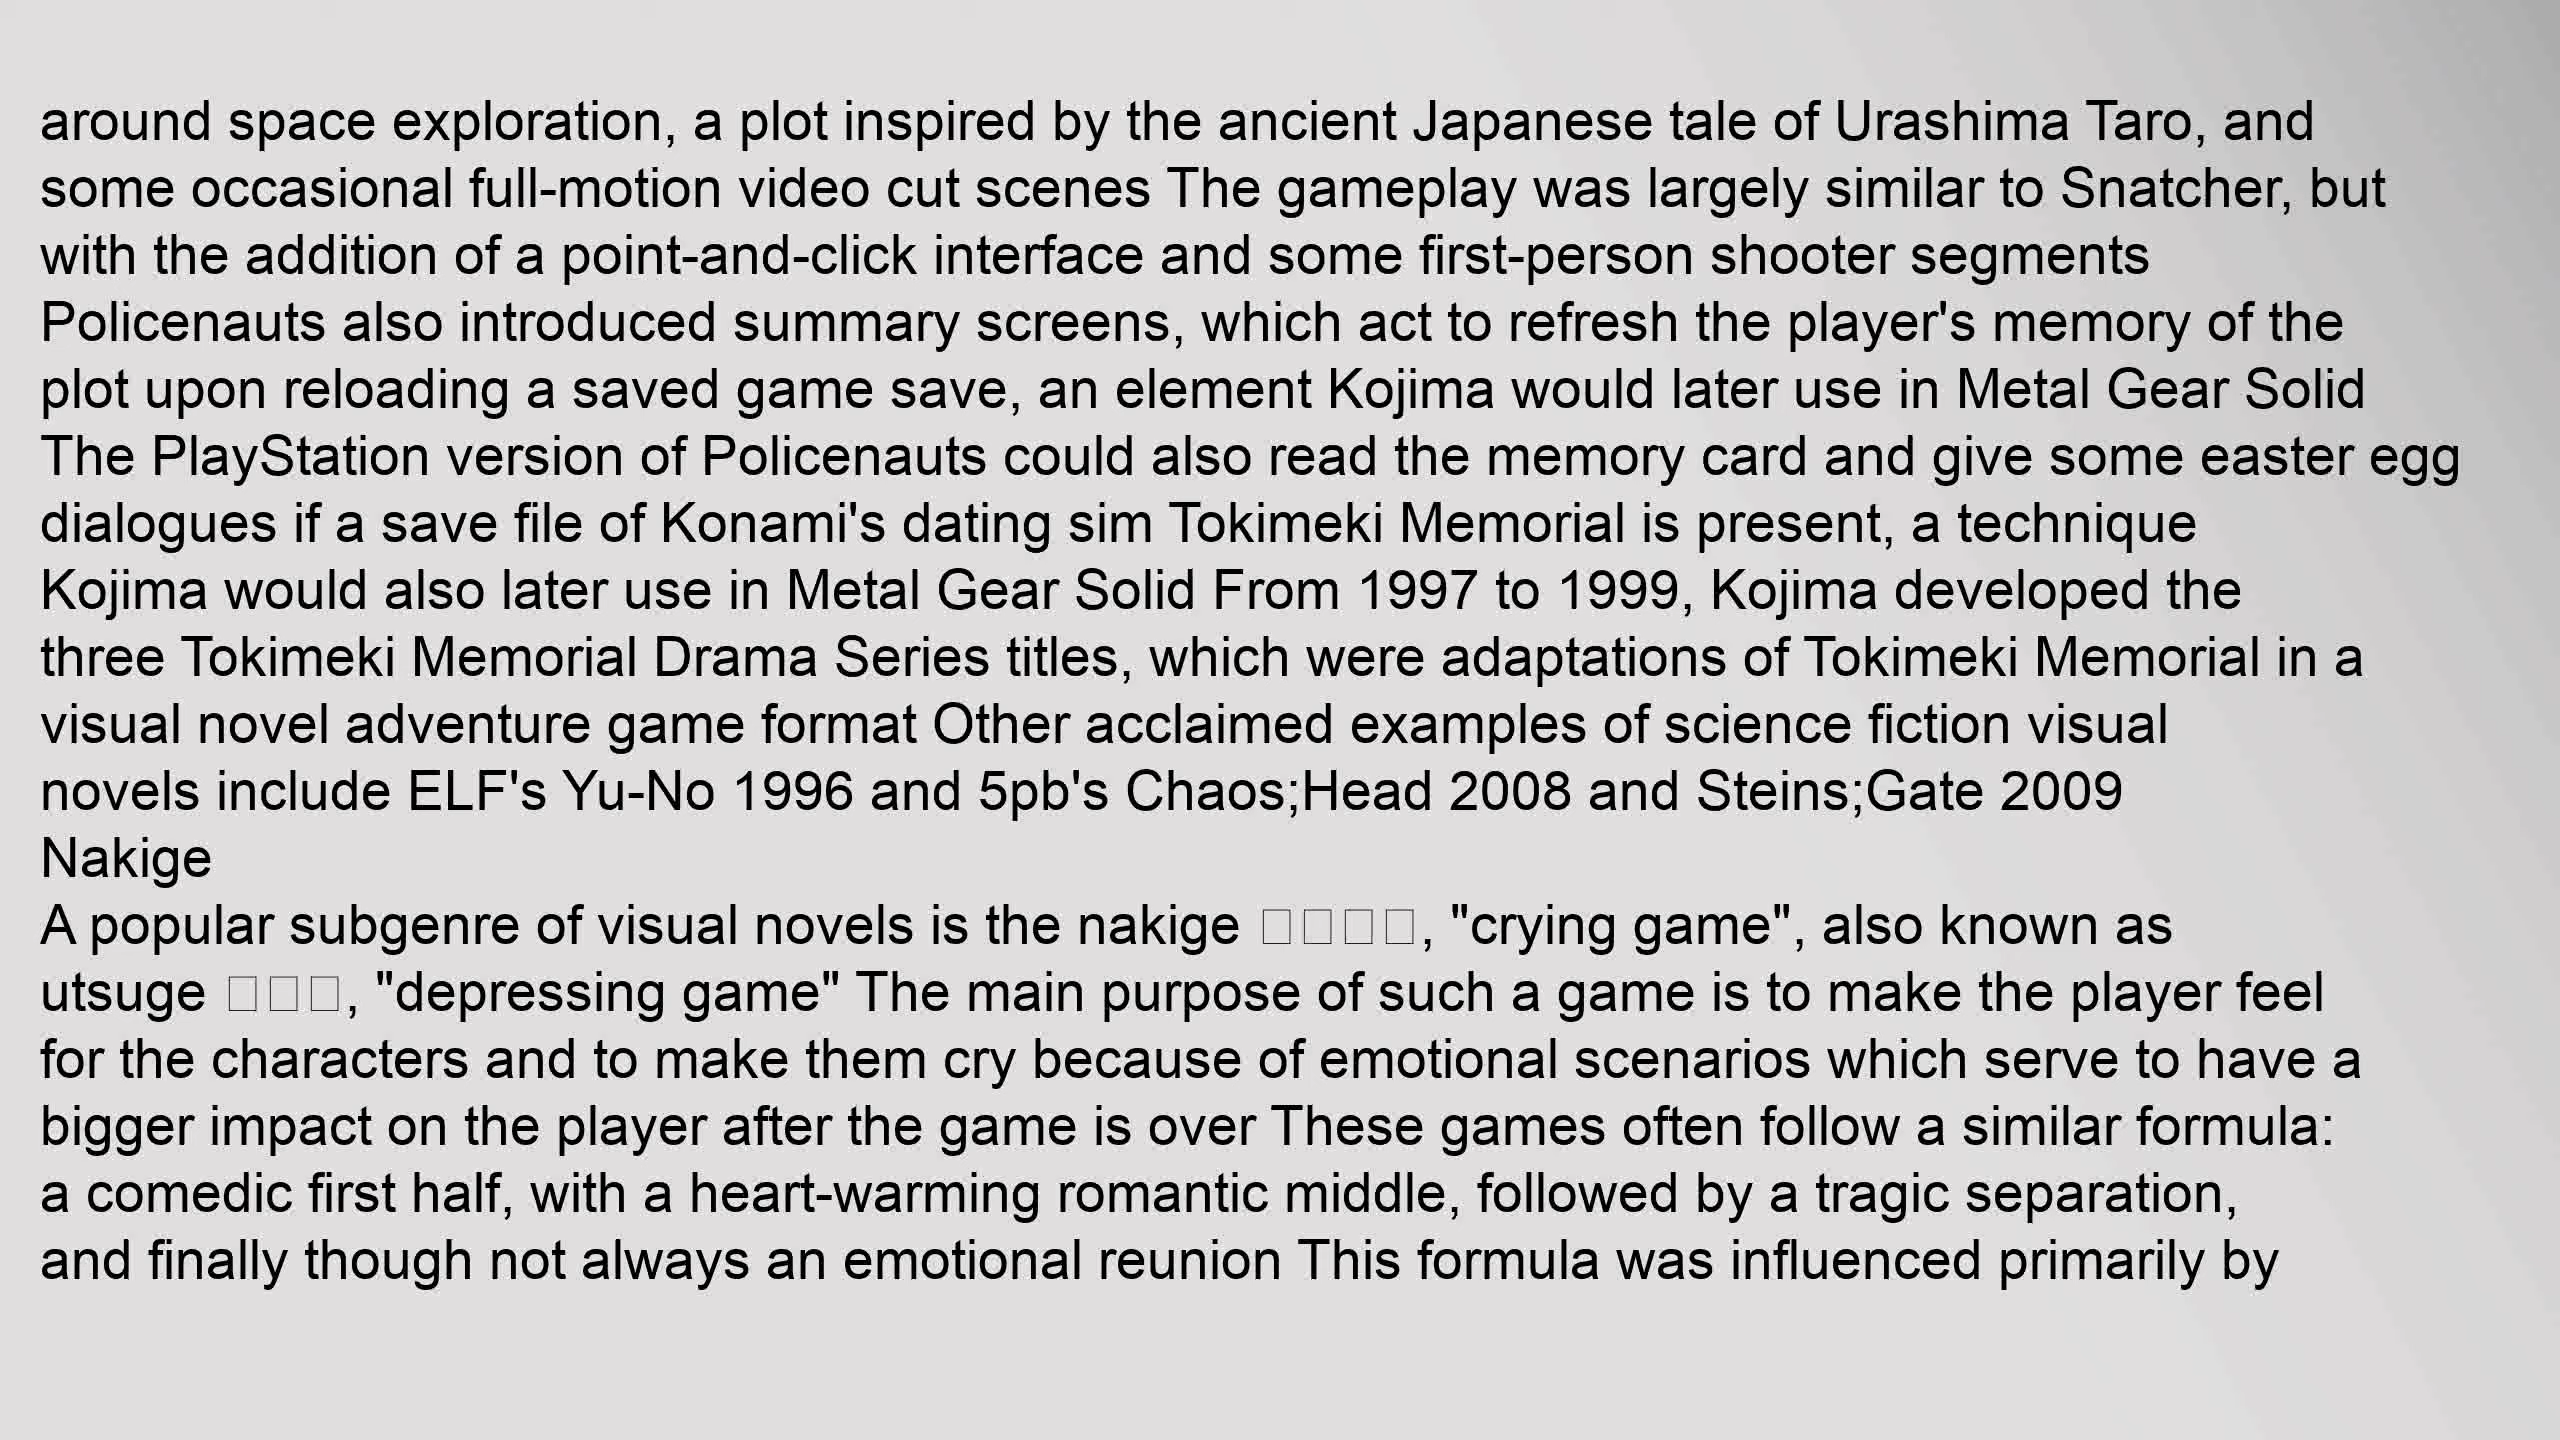 around space exploration, a plot inspired by the ancient Japanese tale of Urashima Taro, and
some occasional full-motion video cut scenes The gameplay was largely similar to Snatcher, but
with the addition of a point-and-click interface and some first-person shooter segments
Policenauts also introduced summary screens, which act to refresh the player's memory of the
plot upon reloading a saved game save, an element Kojima would later use in Metal Gear Solid
The PlayStation version of Policenauts could also read the memory card and give some easter egg
dialogues if a save file of Konami's dating sim Tokimeki Memorial is present, a technique
Kojima would also later use in Metal Gear Solid From 1997 to 1999, Kojima developed the
three Tokimeki Memorial Drama Series titles, which were adaptations of Tokimeki Memorial in a
visual novel adventure game format Other acclaimed examples of science fiction visual
novels include ELF's Yu-No 1996 and 5pb's Chaos;Head 2008 and Steins;Gate 2009
Nakige
A popular subgenre of visual novels is the nakige □□□□, "crying game", also known as
utsuge □□□, "depressing game" The main purpose of such a game is to make the player feel
for the characters and to make them cry because of emotional scenarios which serve to have a
bigger impact on the player after the game is over These games often follow a similar formula:
a comedic first half, with a heart-warming romantic middle, followed by a tragic separation,
and finally though not always an emotional reunion This formula was influenced primarily by